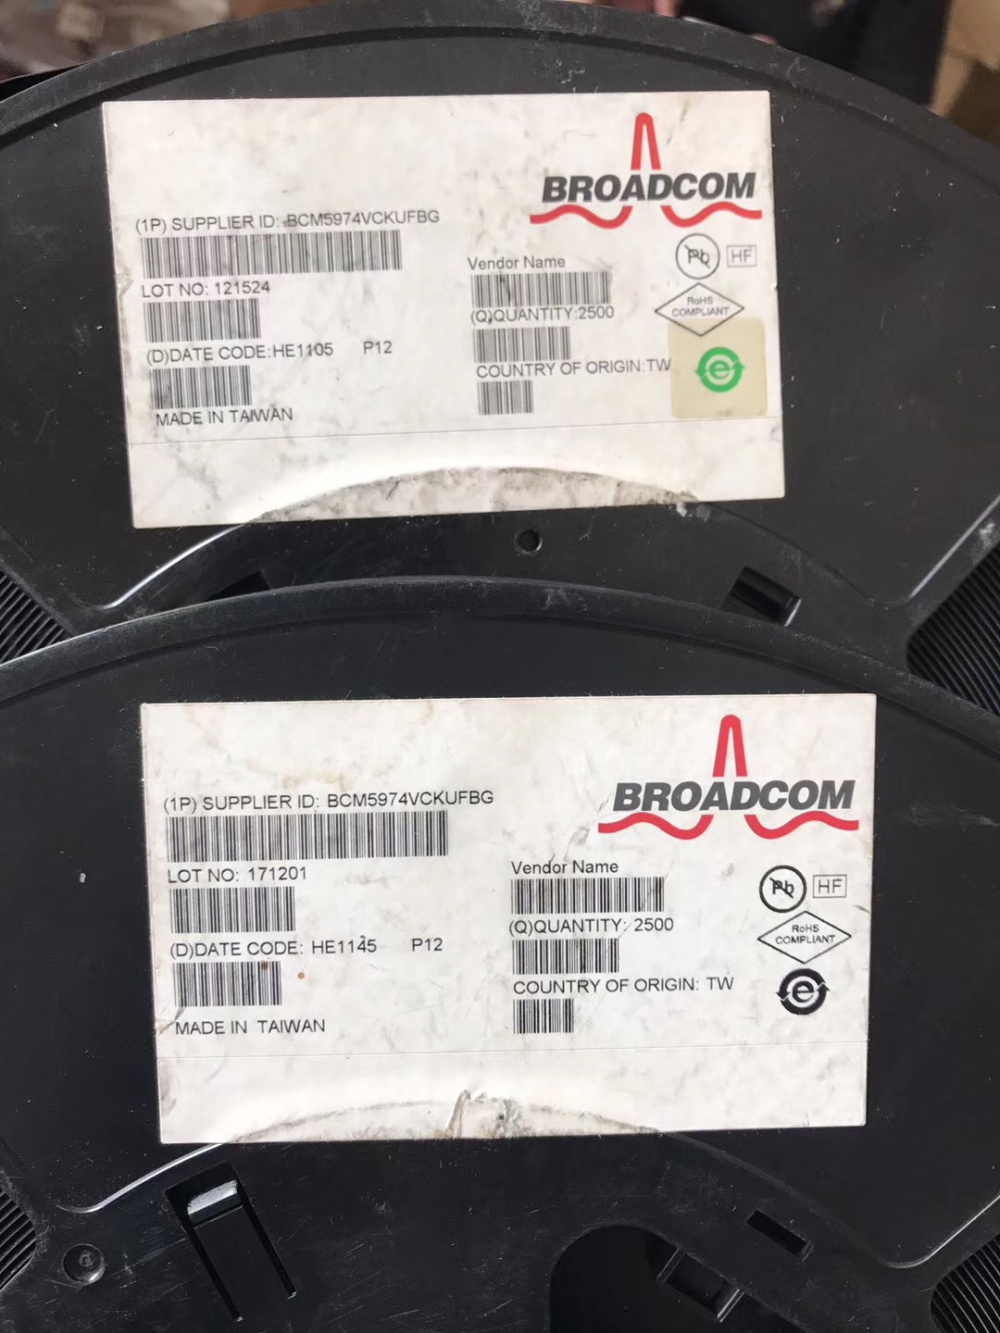 BROADCOM
(1P) SUPPLIER ID: BCM5974VCKUFBG
LOT NO: 121524
(D)DATE CODE:HE1105 P12
MADE IN TAIWAN
Vendor Name
(Q)QUANTITY:2500
COUNTRY OF ORIGIN:TW
Pb
HF
RoHS
COMPLIANT
e
BROADCOM
(1P) SUPPLIER ID: BCM5974VCKUFBG
LOT NO: 171201
(D)DATE CODE: HE1145 P12
MADE IN TAIWAN
Vendor Name
(Q)QUANTITY: 2500
COUNTRY OF ORIGIN: TW
Pb
HF
RoHS
COMPLIANT
e